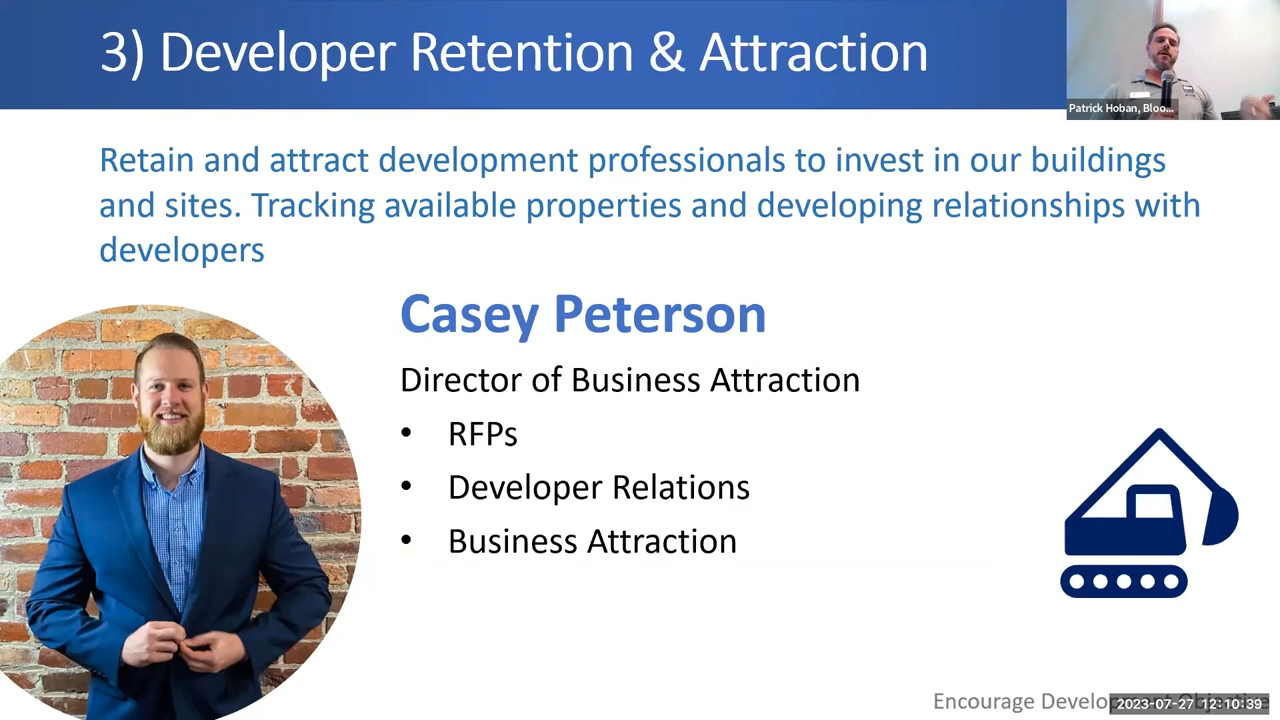 3) Developer Retention & Attraction
Patrick Hoban, Bloo...
Retain and attract development professionals to invest in our buildings
and sites. Tracking available properties and developing relationships with
developers
Casey Peterson
Director of Business Attraction
• RFPs
• Developer Relations
• Business Attraction
Encourage Development Objective
2023-07-27 12:10:39